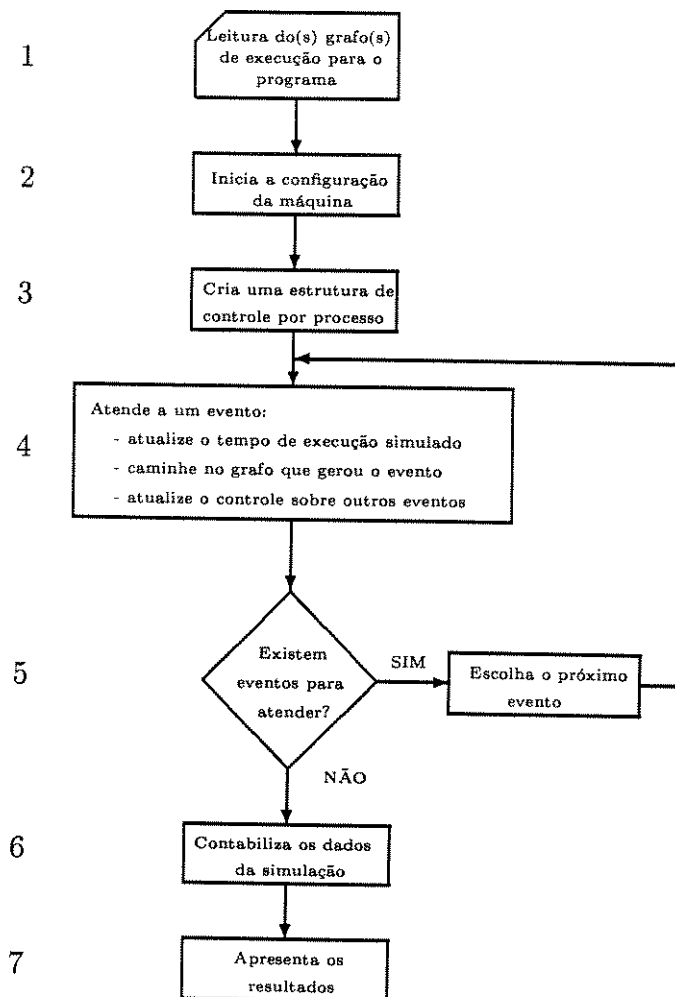 1
Leitura do(s) grafo(s)
de execução para o
programa
2
Inicia a configuração
da máquina
3
Cria uma estrutura de
controle por processo
4
Atende a um evento:
- atualize o tempo de execução simulado
- caminhe no grafo que gerou o evento
- atualize o controle sobre outros eventos
5
Existem
eventos para
atender?
SIM
Escolha o próximo
evento
NÃO
6
Contabiliza os dados
da simulação
7
Apresenta os
resultados